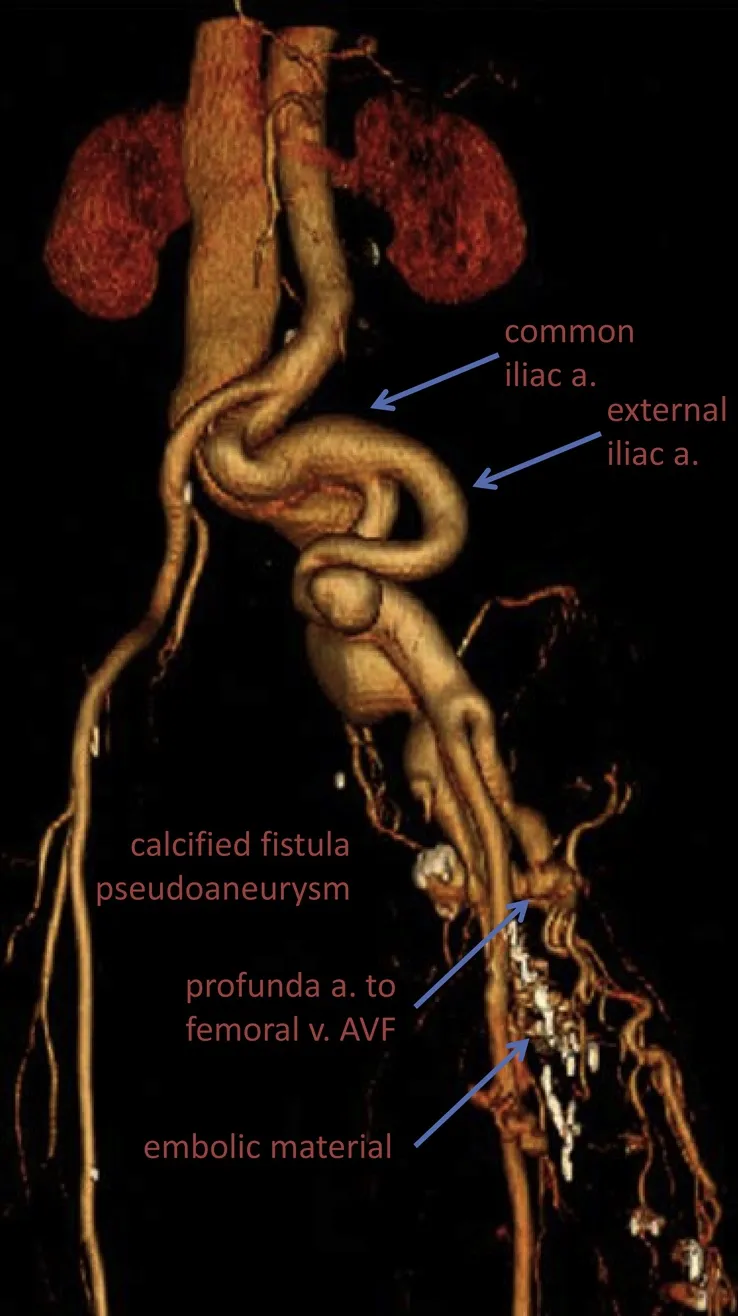 common
iliac a.
external
iliac a.
calcified fistula
pseudoaneurysm
profunda a. to
femoral v. AVF
embolic material